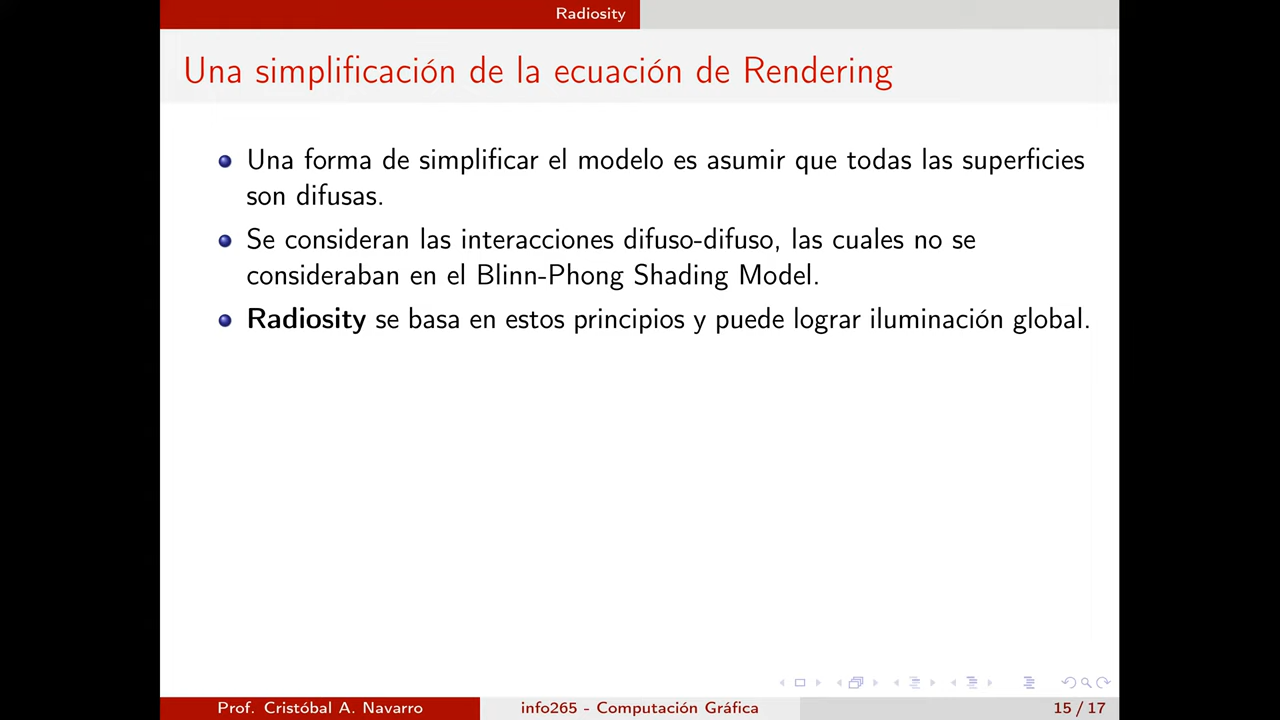 Radiosity
Una simplificación de la ecuación de Rendering
Una forma de simplificar el modelo es asumir que todas las superficies
son difusas.
Se consideran las interacciones difuso-difuso, las cuales no se
consideraban en el Blinn-Phong Shading Model.
Radiosity se basa en estos principios y puede lograr iluminación global.
Prof. Cristóbal A. Navarro
info265 - Computación Gráfica
15 / 17